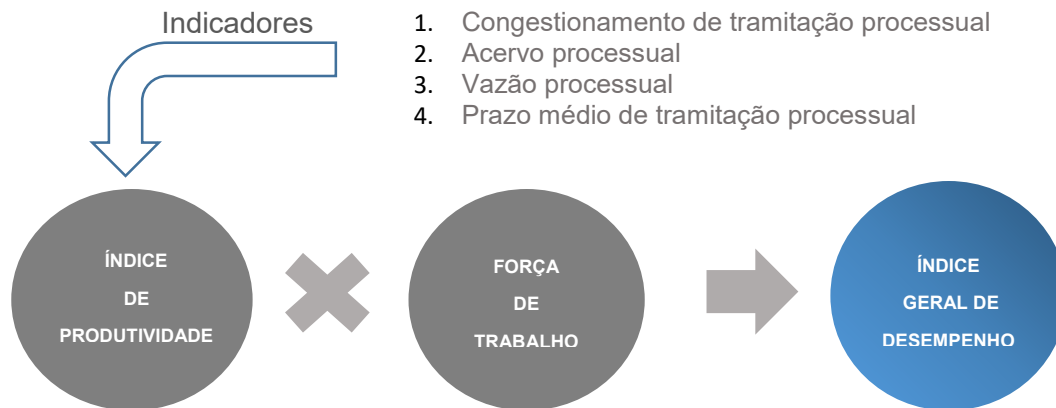 Indicadores
1. Congestionamento de tramitação processual
2. Acervo processual
3. Vazão processual
4. Prazo médio de tramitação processual
ÍNDICE
DE
PRODUTIVIDADE
FORÇA
DE
TRABALHO
ÍNDICE
GERAL DE
DESEMPENHO